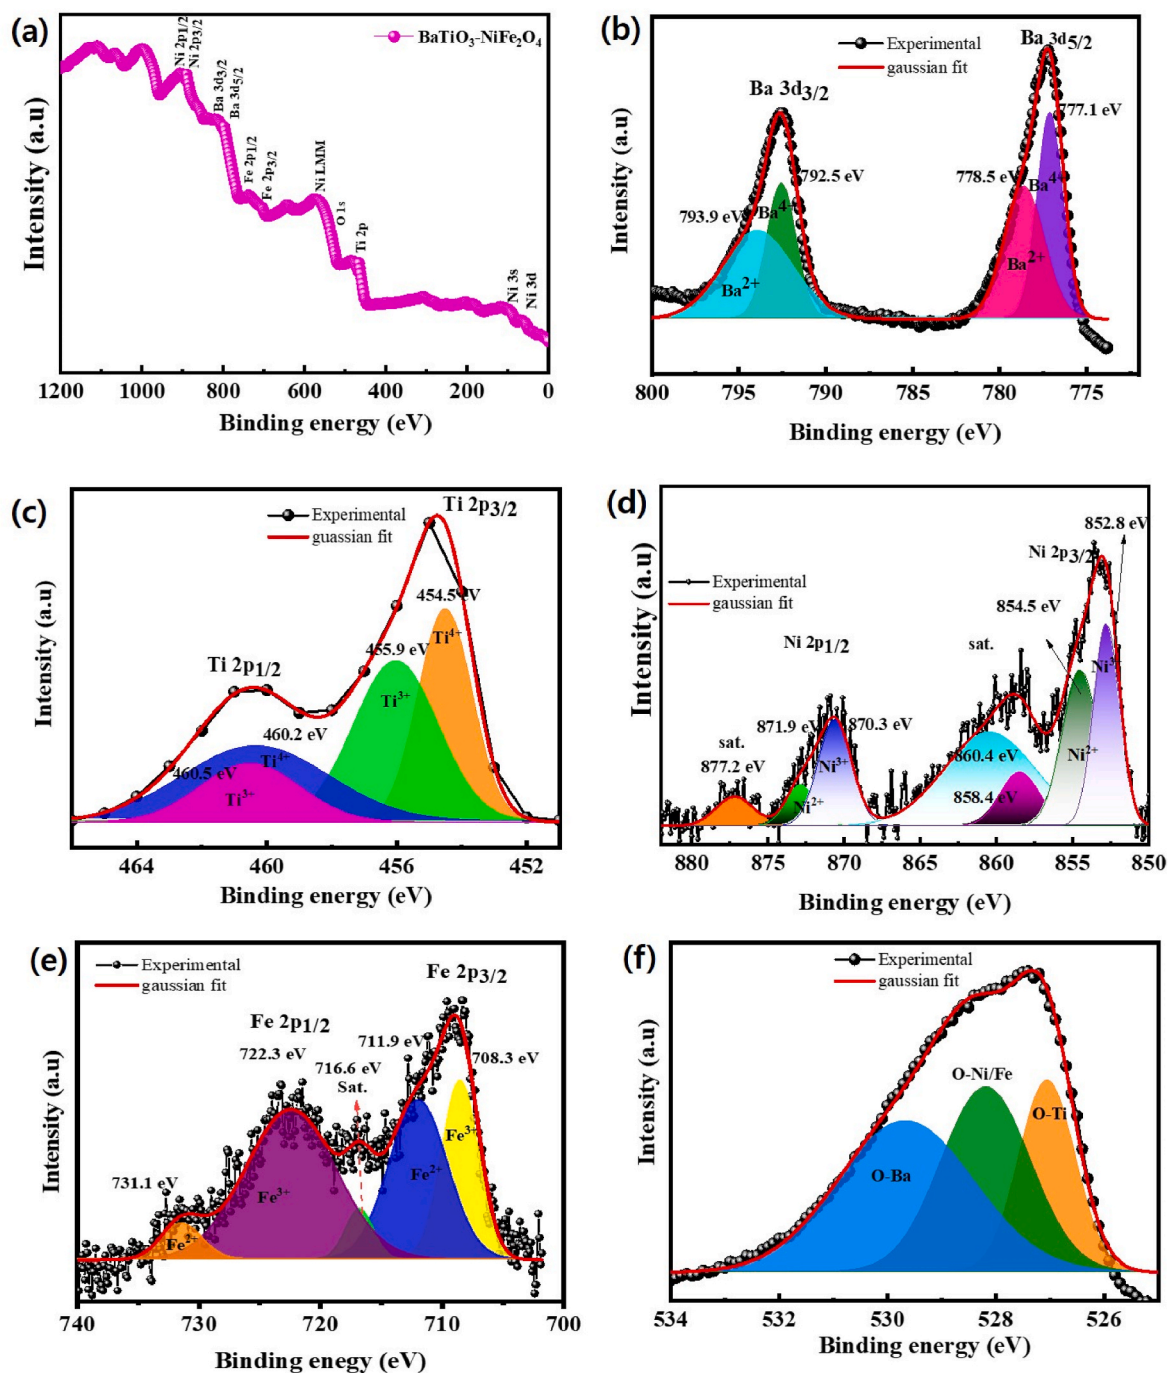 (a)
BaTiO3-NiFe2O4
Ni 2p1/2
Ni 2p3/2
Ba 3d3/2
Ba 3d5/2
Fe 2p1/2
Fe 2p3/2
Ni LMM
O 1s
Ti 2p
Ni 3s
Ni 3d
Intensity (a.u)
1200 1000 800 600 400 200 0
Binding energy (eV)
(b)
Experimental
gaussian fit
Ba 3d5/2
Ba 3d3/2
777.1 eV
792.5 eV
778.5 eV
793.9 eV
Ba4+
Ba4+
Ba2+
Ba2+
Intensity (a.u)
800 795 790 785 780 775
Binding energy (eV)
(c)
Experimental
guassian fit
Ti 2p3/2
454.5 eV
Ti4+
455.9 eV
Ti 2p1/2
Ti3+
460.2 eV
Ti4+
460.5 eV
Ti3+
Intensity (a.u)
464 460 456 452
Binding energy (eV)
(d)
852.8 eV
Experimental
gaussian fit
Ni 2p3/2
854.5 eV
Ni 2p1/2
sat.
Ni3+
871.9 eV
870.3 eV
sat.
877.2 eV
Ni3+
860.4 eV
Ni2+
858.4 eV
Ni2+
Intensity (a.u)
880 875 870 865 860 855 850
Binding energy (eV)
(e)
Experimental
gaussian fit
Fe 2p3/2
Fe 2p1/2
722.3 eV
711.9 eV
716.6 eV
Sat.
708.3 eV
Fe3+
Fe2+
731.1 eV
Fe3+
Fe2+
Intensity (a.u)
740 730 720 710 700
Binding enegy (eV)
(f)
Experimental
gaussian fit
O-Ni/Fe
O-Ti
O-Ba
Intensity (a.u)
534 532 530 528 526
Binding energy (eV)